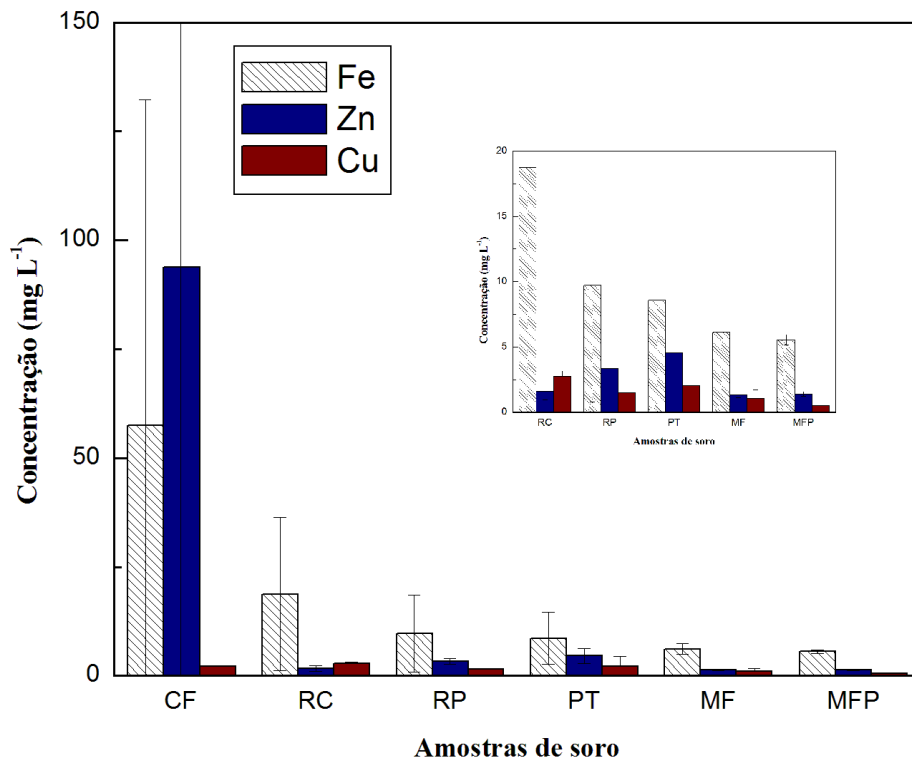 150
100
50
0
Concentração (mg L⁻¹)
Fe
Zn
Cu
20
15
10
5
0
Concentração (mg L⁻¹)
RC RP PT MF MFP
Amostras de soro
CF RC RP PT MF MFP
Amostras de soro